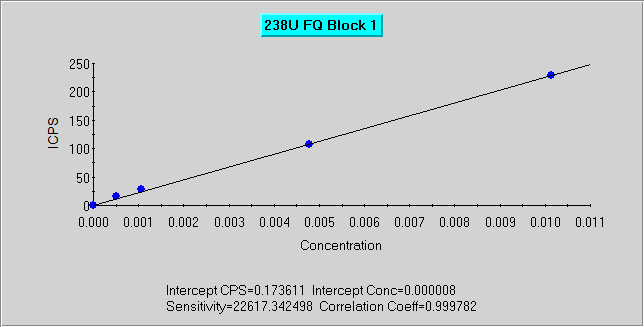 238U FQ Block 1
250
200
150
100
50
0
ICPS
0.000 0.001 0.002 0.003 0.004 0.005 0.006 0.007 0.008 0.009 0.010 0.011
Concentration
Intercept CPS=0.173611 Intercept Conc=0.000008
Sensitivity=22617.342498 Correlation Coeff=0.999782